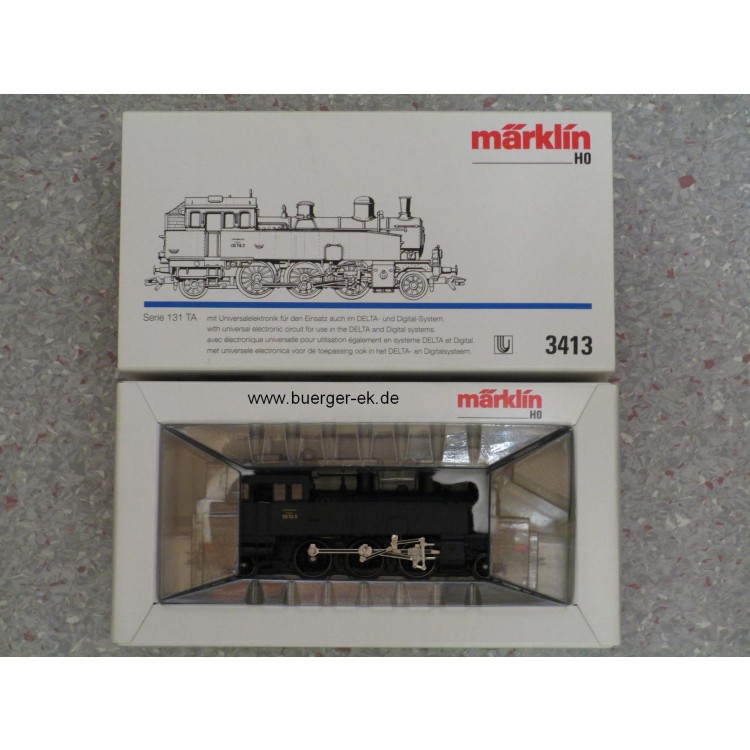 märklin
H0
Serie 131 TA
mit Universalelektronik für den Einsatz auch im DELTA- und Digital-System.
with universal electronic circuit for use in the DELTA and Digital systems.
avec électronique universelle pour utilisation également en système DELTA et Digital.
met universele electronica voor de toepassing ook in het DELTA- en Digitalsysteem.
3413
www.buerger-ek.de
märklin
H0